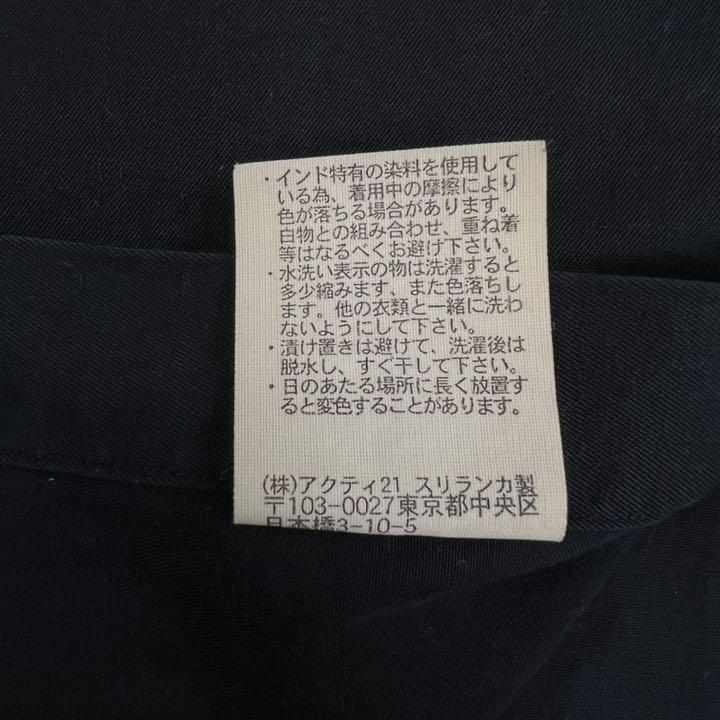 ・インド特有の染料を使用して
いる為、着用中の摩擦により
色が落ちる場合があります。
白物との組み合わせ、重ね着
等はなるべくお避け下さい。
・水洗い表示の物は洗濯すると
多少縮みます、また色落ちし
ます。他の衣類と一緒に洗わ
ないようにして下さい。
・漬け置きは避けて、洗濯後は
脱水し、すぐ干して下さい。
・日のあたる場所に長く放置す
ると変色することがあります。
(株)アクティ21 スリランカ製
〒103-0027東京都中央区
日本橋3-10-5